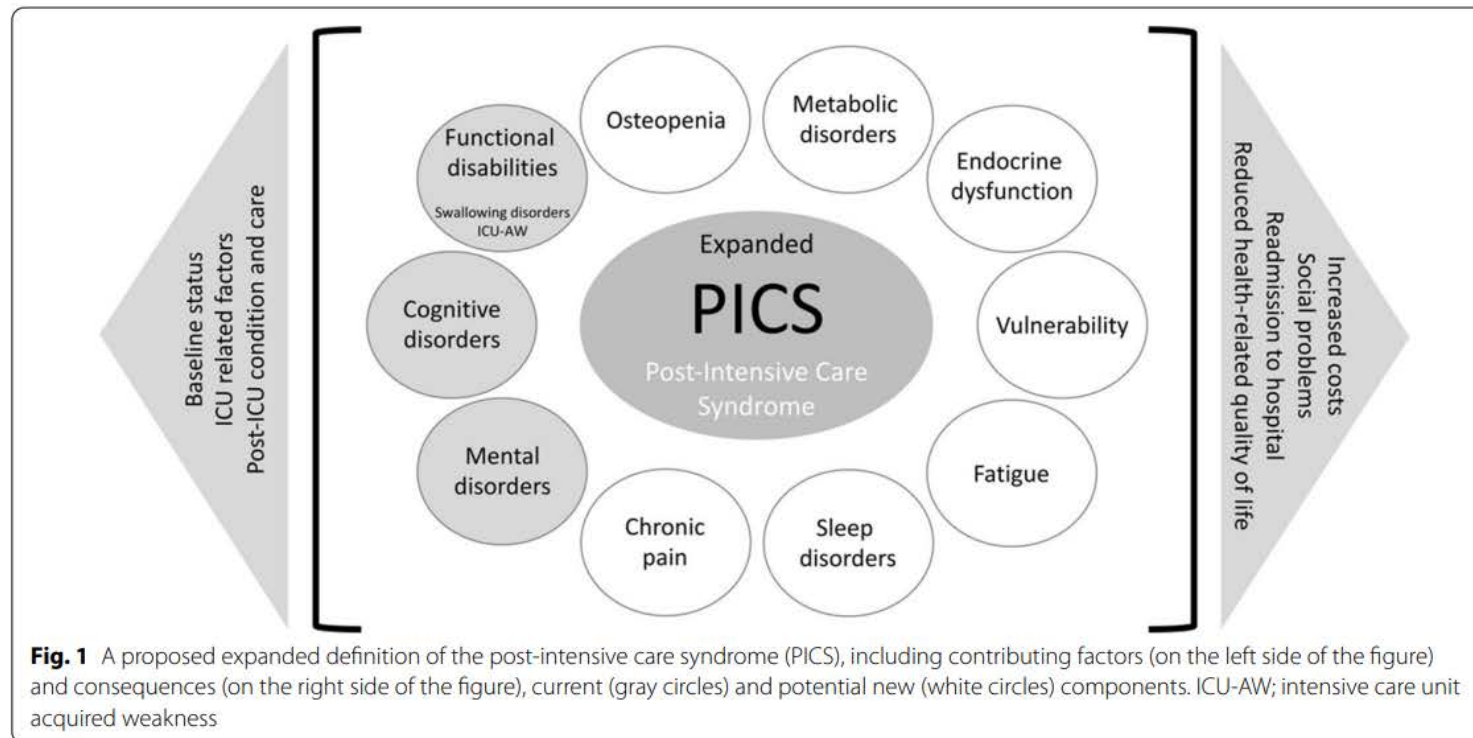 Baseline status
ICU related factors
Post-ICU condition and care
Functional
disabilities
Swallowing disorders
ICU-AW
Osteopenia
Metabolic
disorders
Endocrine
dysfunction
Cognitive
disorders
Expanded
PICS
Post-Intensive Care
Syndrome
Vulnerability
Mental
disorders
Chronic
pain
Sleep
disorders
Fatigue
Increased costs
Social problems
Readmission to hospital
Reduced health-related quality of life
Fig. 1 A proposed expanded definition of the post-intensive care syndrome (PICS), including contributing factors (on the left side of the figure)
and consequences (on the right side of the figure), current (gray circles) and potential new (white circles) components. ICU-AW; intensive care unit
acquired weakness